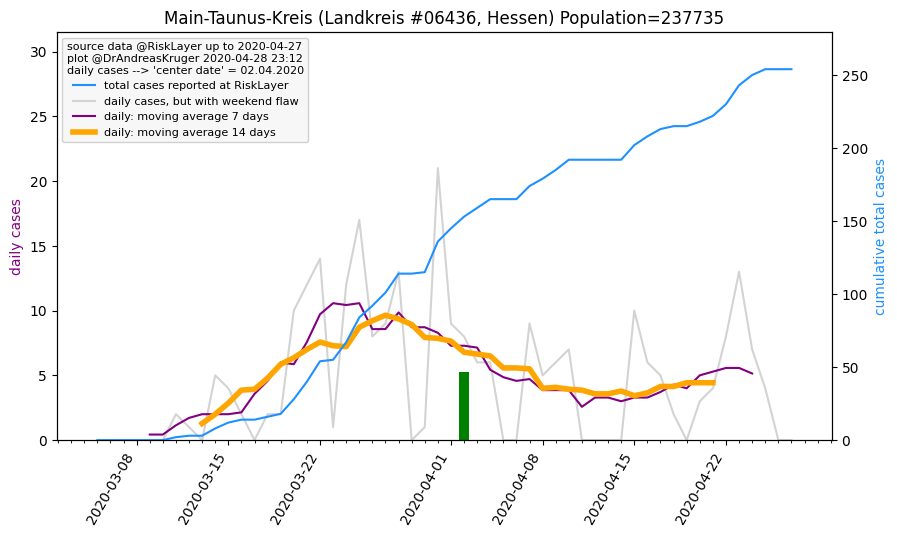 Main-Taunus-Kreis (Landkreis #06436, Hessen) Population=237735
source data @RiskLayer up to 2020-04-27
plot @DrAndreasKruger 2020-04-28 23:12
daily cases --> 'center date' = 02.04.2020
total cases reported at RiskLayer
daily cases, but with weekend flaw
daily: moving average 7 days
daily: moving average 14 days
daily cases
30
25
20
15
10
5
0
cumulative total cases
250
200
150
100
50
0
2020-03-08
2020-03-15
2020-03-22
2020-04-01
2020-04-08
2020-04-15
2020-04-22